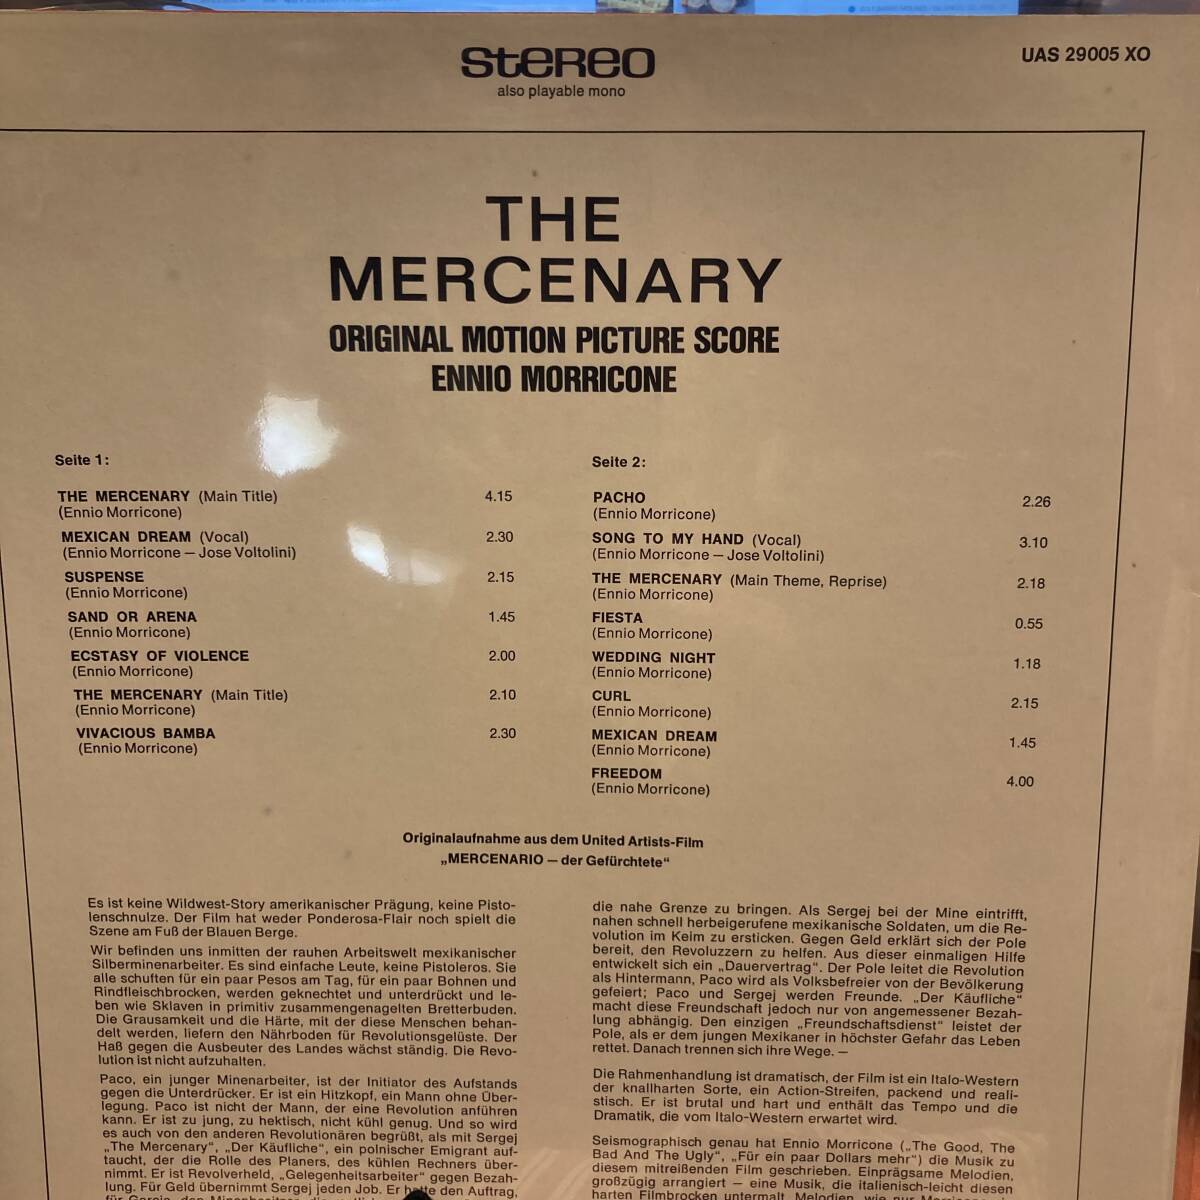 stereo
also playable mono
UAS 29005 XO
THE
MERCENARY
ORIGINAL MOTION PICTURE SCORE
ENNIO MORRICONE
Seite 1:
THE MERCENARY (Main Title) 4.15
(Ennio Morricone)
MEXICAN DREAM (Vocal) 2.30
(Ennio Morricone – Jose Voltolini)
SUSPENSE 2.15
(Ennio Morricone)
SAND OR ARENA 1.45
(Ennio Morricone)
ECSTASY OF VIOLENCE 2.00
(Ennio Morricone)
THE MERCENARY (Main Title) 2.10
(Ennio Morricone)
VIVACIOUS BAMBA 2.30
(Ennio Morricone)
Seite 2:
PACHO 2.26
(Ennio Morricone)
SONG TO MY HAND (Vocal) 3.10
(Ennio Morricone – Jose Voltolini)
THE MERCENARY (Main Theme, Reprise) 2.18
(Ennio Morricone)
FIESTA 0.55
(Ennio Morricone)
WEDDING NIGHT 1.18
(Ennio Morricone)
CURL 2.15
(Ennio Morricone)
MEXICAN DREAM 1.45
(Ennio Morricone)
FREEDOM 4.00
(Ennio Morricone)
Originalaufnahme aus dem United Artists-Film
„MERCENARIO – der Gefürchtete“
Es ist keine Wildwest-Story amerikanischer Prägung, keine Pisto-
lenschnulze. Der Film hat weder Ponderosa-Flair noch spielt die
Szene am Fuß der Blauen Berge.
Wir befinden uns inmitten der rauhen Arbeitswelt mexikanischer
Silberminenarbeiter. Es sind einfache Leute, keine Pistoleros. Sie
alle schuften für ein paar Pesos am Tag, für ein paar Bohnen und
Rindfleischbrocken, werden geknechtet und unterdrückt und le-
ben wie Sklaven in primitiv zusammengenagelten Bretterbuden.
Die Grausamkeit und die Härte, mit der diese Menschen behan-
delt werden, liefern den Nährboden für Revolutionsgelüste. Der
Haß gegen die Ausbeuter des Landes wächst ständig. Die Revo-
lution ist nicht aufzuhalten.
Paco, ein junger Minenarbeiter, ist der Initiator des Aufstands
gegen die Unterdrücker. Er ist ein Hitzkopf, ein Mann ohne Über-
legung. Paco ist nicht der Mann, der eine Revolution anführen
kann. Er ist zu jung, zu hektisch, nicht kühl genug. Und so wird
es auch von den anderen Revolutionären begrüßt, als mit Sergej
„The Mercenary“, „Der Käufliche“, ein polnischer Emigrant auf-
taucht, der die Rolle des Planers, des kühlen Rechners über-
nimmt. Er ist Revolverheld, „Gelegenheitsarbeiter“ gegen Bezah-
lung. Für Geld übernimmt Sergej jeden Job. Er hatte den Auftrag,
die nahe Grenze zu bringen. Als Sergej bei der Mine eintrifft,
nahen schnell herbeigerufene mexikanische Soldaten, um die Re-
volution im Keim zu ersticken. Gegen Geld erklärt sich der Pole
bereit, den Revoluzzern zu helfen. Aus dieser einmaligen Hilfe
entwickelt sich ein „Dauervertrag“. Der Pole leitet die Revolution
als Hintermann, Paco wird als Volksbefreier von der Bevölkerung
gefeiert; Paco und Sergej werden Freunde. „Der Käufliche“
macht diese Freundschaft jedoch nur von angemessener Bezah-
lung abhängig. Den einzigen „Freundschaftsdienst“ leistet der
Pole, als er dem jungen Mexikaner in höchster Gefahr das Leben
rettet. Danach trennen sich ihre Wege. –
Die Rahmenhandlung ist dramatisch, der Film ist ein Italo-Western
der knallharten Sorte, ein Action-Streifen, packend und reali-
stisch. Er ist brutal und hart und enthält das Tempo und die
Dramatik, die vom Italo-Western erwartet wird.
Seismographisch genau hat Ennio Morricone („The Good, The
Bad And The Ugly“, „Für ein paar Dollars mehr“) die Musik zu
diesem mitreißenden Film geschrieben. Einprägsame Melodien,
großzügig arrangiert – eine Musik, die italienisch-leicht diesen
harten Filmbrocken untermalt. Melodien, wie nur